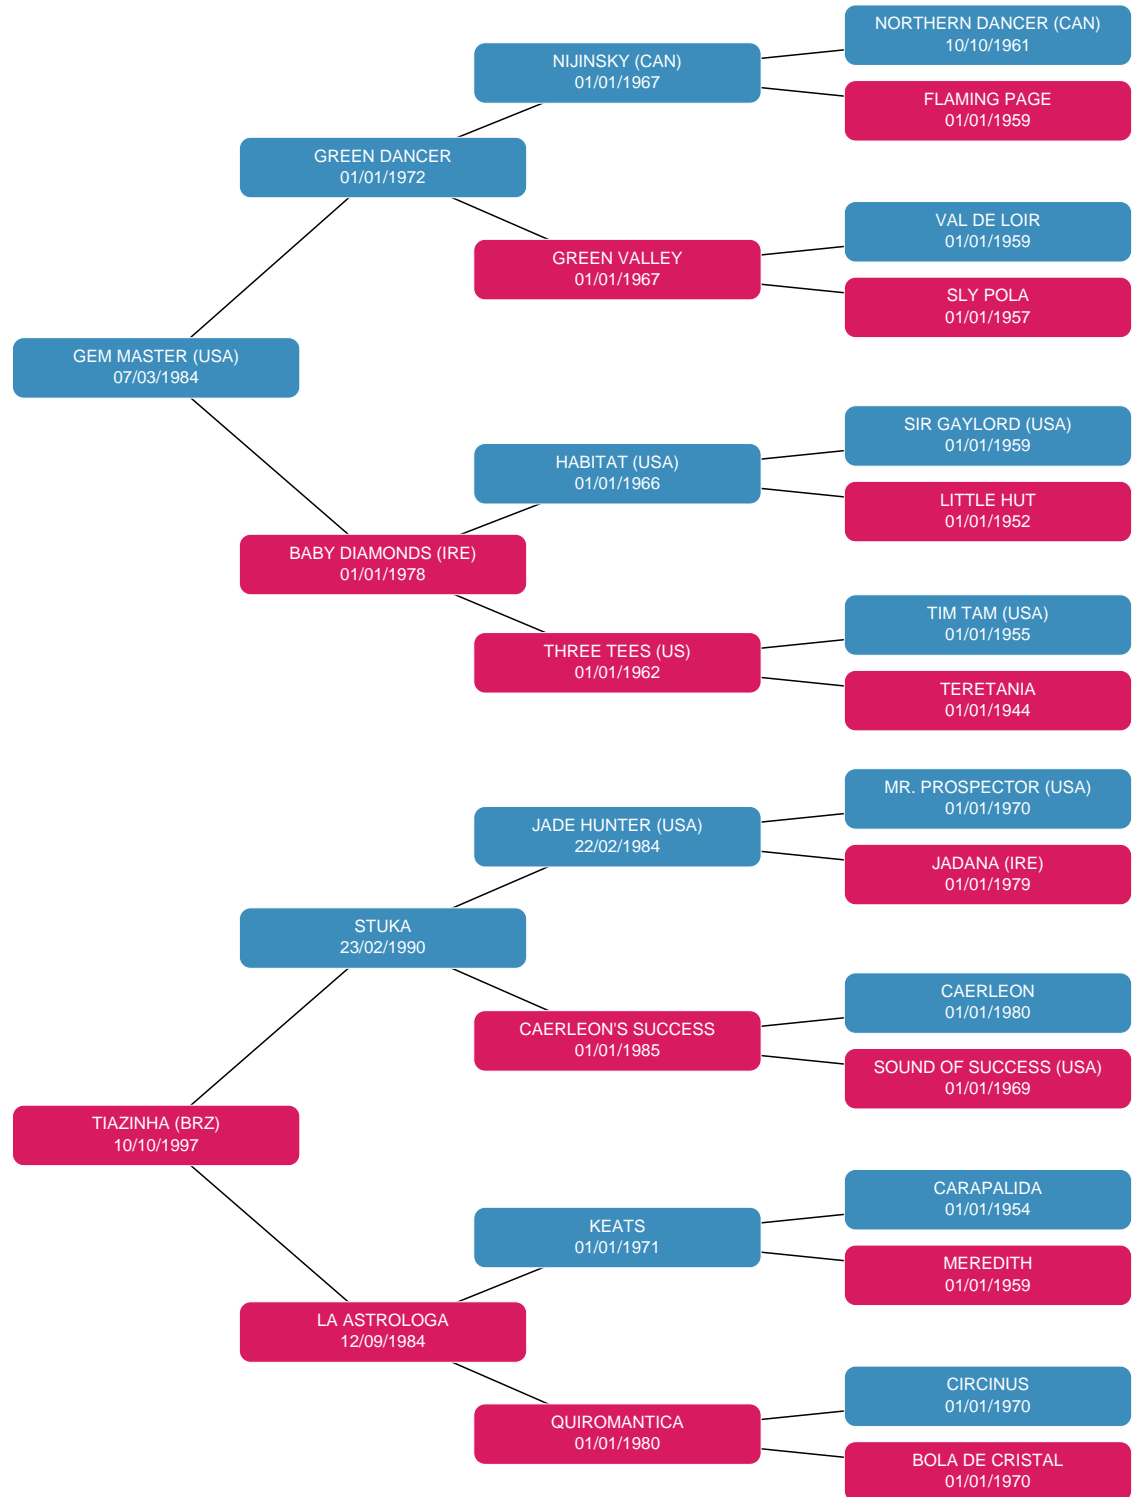 NORTHERN DANCER (CAN)
10/10/1961
NIJINSKY (CAN)
01/01/1967
FLAMING PAGE
01/01/1959
GREEN DANCER
01/01/1972
VAL DE LOIR
01/01/1959
GREEN VALLEY
01/01/1967
SLY POLA
01/01/1957
GEM MASTER (USA)
07/03/1984
SIR GAYLORD (USA)
01/01/1959
HABITAT (USA)
01/01/1966
LITTLE HUT
01/01/1952
BABY DIAMONDS (IRE)
01/01/1978
TIM TAM (USA)
01/01/1955
THREE TEES (US)
01/01/1962
TERETANIA
01/01/1944
MR. PROSPECTOR (USA)
01/01/1970
JADE HUNTER (USA)
22/02/1984
JADANA (IRE)
01/01/1979
STUKA
23/02/1990
CAERLEON
01/01/1980
CAERLEON'S SUCCESS
01/01/1985
SOUND OF SUCCESS (USA)
01/01/1969
TIAZINHA (BRZ)
10/10/1997
CARAPALIDA
01/01/1954
KEATS
01/01/1971
MEREDITH
01/01/1959
LA ASTROLOGA
12/09/1984
CIRCINUS
01/01/1970
QUIROMANTICA
01/01/1980
BOLA DE CRISTAL
01/01/1970